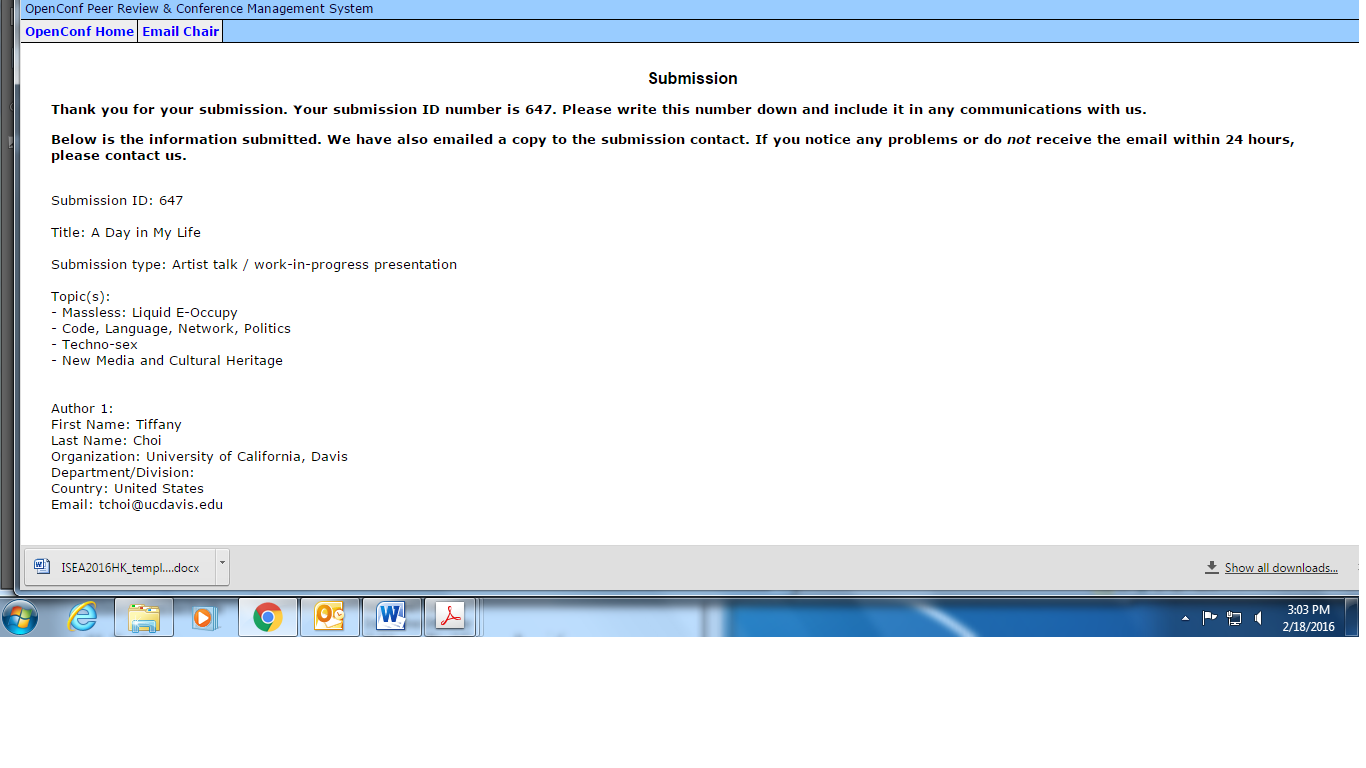 OpenConf Peer Review & Conference Management System
OpenConf Home Email Chair
Submission
Thank you for your submission. Your submission ID number is 647. Please write this number down and include it in any communications with us.
Below is the information submitted. We have also emailed a copy to the submission contact. If you notice any problems or do not receive the email within 24 hours,
please contact us.
Submission ID: 647
Title: A Day in My Life
Submission type: Artist talk / work-in-progress presentation
Topic(s):
- Massless: Liquid E-Occupy
- Code, Language, Network, Politics
- Techno-sex
- New Media and Cultural Heritage
Author 1:
First Name: Tiffany
Last Name: Choi
Organization: University of California, Davis
Department/Division:
Country: United States
Email: tchoi@ucdavis.edu
ISEA2016HK_templ....docx Show all downloads...
3:03 PM
2/18/2016